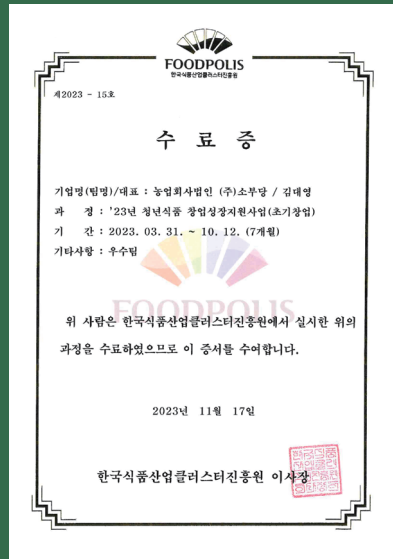 FOODPOLIS
한국식품산업클러스터진흥원
제2023 - 15호
수 료 증
기업명(팀명)/대표 : 농업회사법인 (주)소부당 / 김대영
과 정 : '23년 청년식품 창업성장지원사업(초기창업)
기 간 : 2023. 03. 31. ~ 10. 12. (7개월)
기타사항 : 우수팀
FOODPOLIS
위 사람은 한국식품산업클러스터진흥원에서 실시한 위의
과정을 수료하였으므로 이 증서를 수여합니다.
2023년 11월 17일
한국식품산업클러스터진흥원 이사장